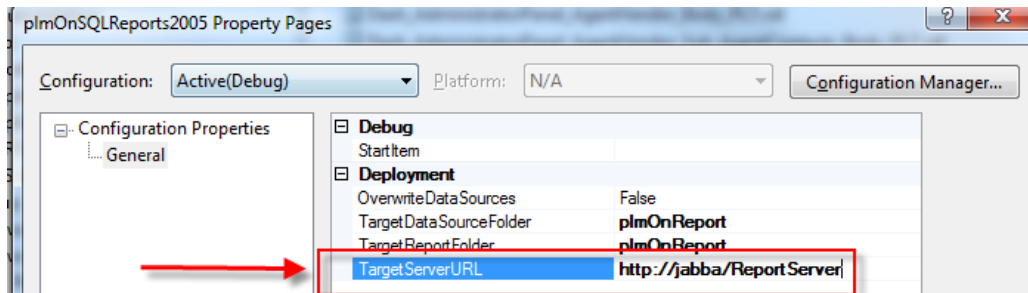 plmOnSQLReports2005 Property Pages
Configuration: Active(Debug) Platform: N/A Configuration Manager...
Configuration Properties
General
Debug
StartItem
Deployment
OverwriteDataSources False
TargetDataSourceFolder plmOnReport
TargetReportFolder plmOnReport
TargetServerURL http://jabba/ReportServer